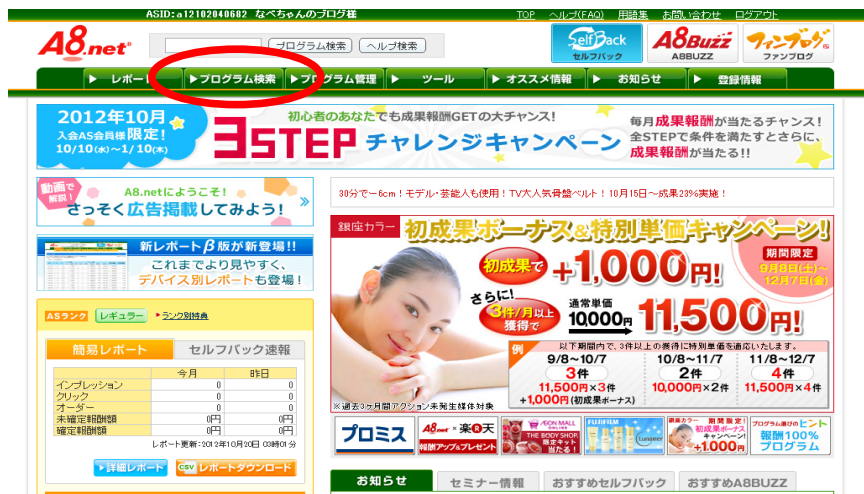 ASID:a12102040682 なべちゃんのブログ様
TOP ヘルプ(FAQ) 用語集 お問い合わせ ログアウト
A8.net
プログラム検索 ヘルプ検索
SelfBack セルフバック
A8Buzz A8BUZZ
ファンブログ ファンブログ
レポート プログラム検索 プログラム管理 ツール オススメ情報 お知らせ 登録情報
2012年10月
入会AS会員様限定!
10/10(水)~1/10(木)
初心者のあなたでも成果報酬GETの大チャンス!
3STEP チャレンジキャンペーン
毎月成果報酬が当たるチャンス!
全STEPで条件を満たすとさらに、
成果報酬が当たる!!
動画で解説!
A8.netにようこそ!
さっそく広告掲載してみよう!
30分で-6cm!モデル・芸能人も使用!TV大人気骨盤ベルト!10月15日~成果23%実施!
新レポートβ版が新登場!!
これまでより見やすく、
デバイス別レポートも登場!
銀座カラー 初成果ボーナス&特別単価キャンペーン!
初成果で +1,000円!
期間限定
9月8日(土)~
12月7日(金)
さらに!
3件/月以上獲得で
通常単価
10,000円 11,500円!
例 以下期間内で、3件以上の獲得に特別単価を適応いたします。
9/8~10/7 10/8~11/7 11/8~12/7
3件 2件 4件
11,500円×3件 10,000円×2件 11,500円×4件
+1,000円(初成果ボーナス)
※過去3ヶ月間アクション未発生媒体対象
ASランク レギュラー ランク別特典
簡易レポート セルフバック速報
今月 昨日
インプレッション 0 0
クリック 0 0
オーダー 0 0
未確定報酬額 0円 0円
確定報酬額 0円 0円
レポート更新:2012年10月20日 03時01分
詳細レポート CSV レポートダウンロード
プロミス
A8.net × 楽天
報酬アップ&プレゼント
AEON MALL
THE BODY SHOP
限定キット
当たる!
FUJIFILM
Lunamer
銀座カラー 期間限定!
初成果ボーナス
キャンペーン!
+1,000円
プログラム選びのヒント
報酬100%
プログラム
お知らせ セミナー情報 おすすめセルフバック おすすめA8BUZZ